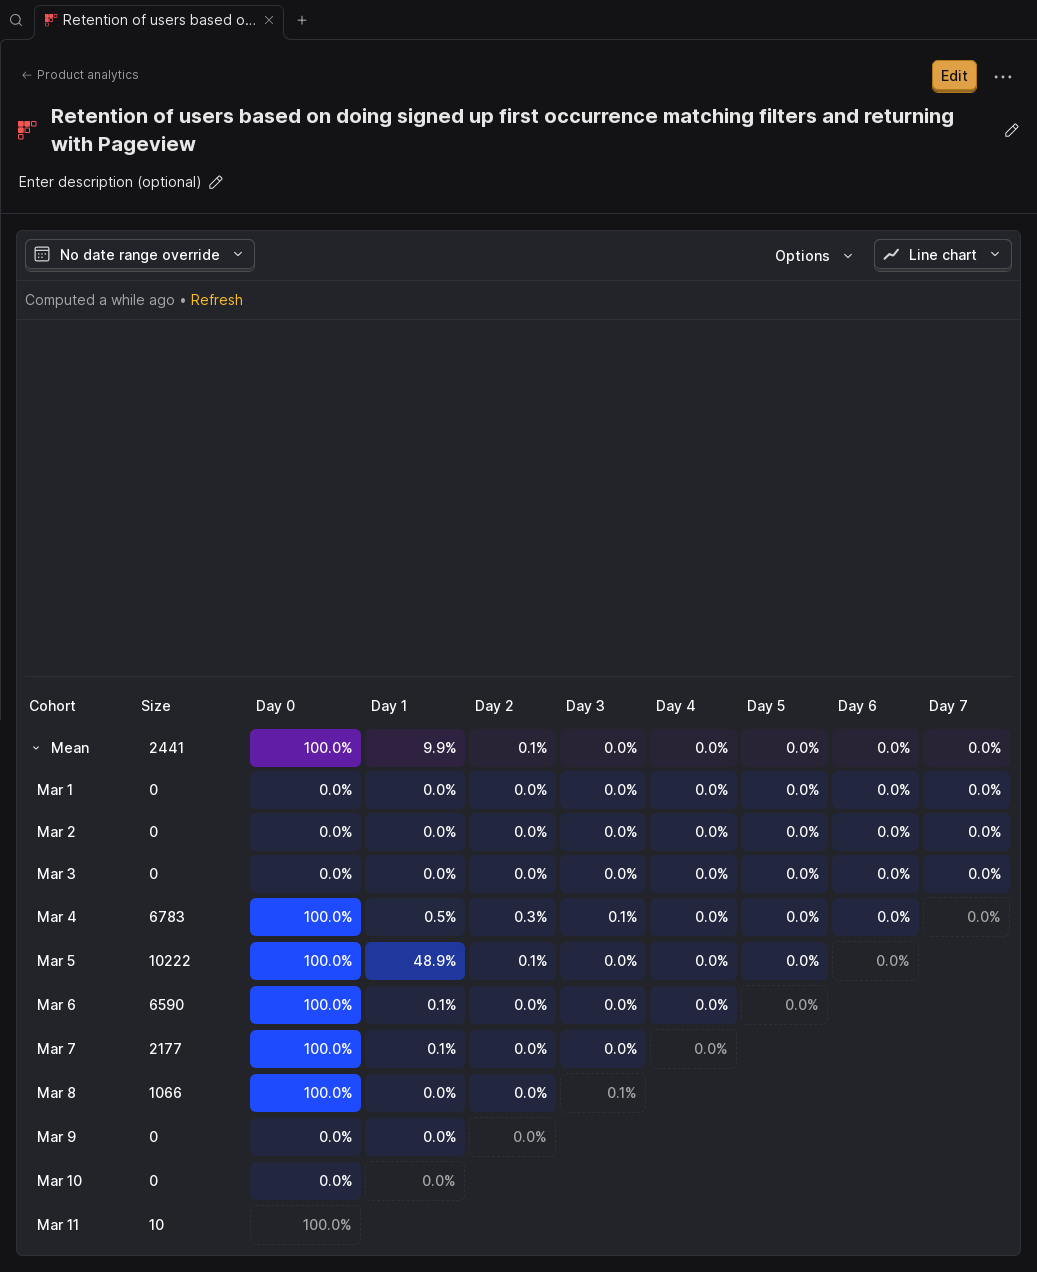 Retention of users based o...
Product analytics
Edit
Retention of users based on doing signed up first occurrence matching filters and returning
with Pageview
Enter description (optional)
No date range override
Options
Line chart
Computed a while ago • Refresh
Cohort Size Day 0 Day 1 Day 2 Day 3 Day 4 Day 5 Day 6 Day 7
Mean 2441 100.0% 9.9% 0.1% 0.0% 0.0% 0.0% 0.0% 0.0%
Mar 1 0 0.0% 0.0% 0.0% 0.0% 0.0% 0.0% 0.0% 0.0%
Mar 2 0 0.0% 0.0% 0.0% 0.0% 0.0% 0.0% 0.0% 0.0%
Mar 3 0 0.0% 0.0% 0.0% 0.0% 0.0% 0.0% 0.0% 0.0%
Mar 4 6783 100.0% 0.5% 0.3% 0.1% 0.0% 0.0% 0.0% 0.0%
Mar 5 10222 100.0% 48.9% 0.1% 0.0% 0.0% 0.0% 0.0%
Mar 6 6590 100.0% 0.1% 0.0% 0.0% 0.0% 0.0%
Mar 7 2177 100.0% 0.1% 0.0% 0.0% 0.0%
Mar 8 1066 100.0% 0.0% 0.0% 0.1%
Mar 9 0 0.0% 0.0% 0.0%
Mar 10 0 0.0% 0.0%
Mar 11 10 100.0%